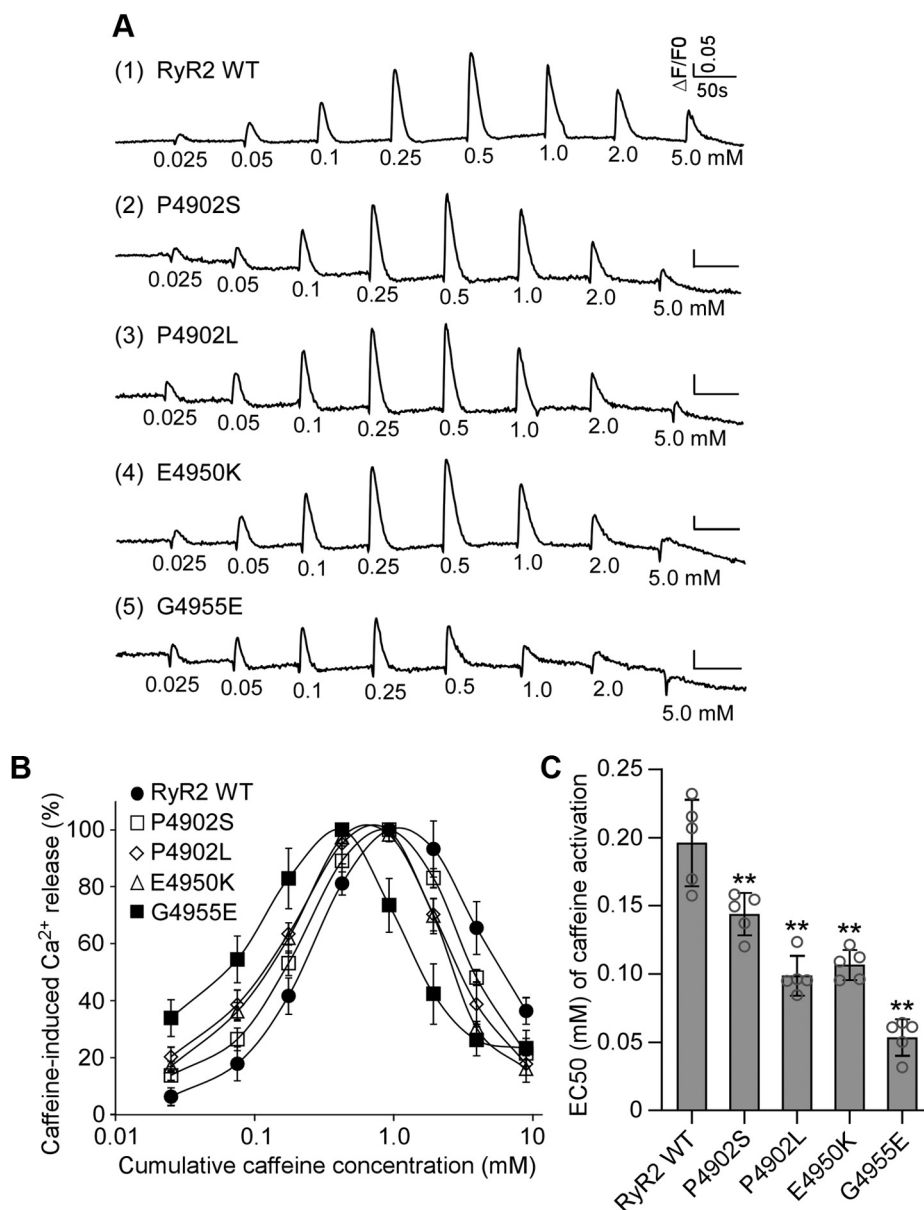 A
(1) RyR2 WT
ΔF/F0
0.05
50s
0.025 0.05 0.1 0.25 0.5 1.0 2.0 5.0 mM
(2) P4902S
0.025 0.05 0.1 0.25 0.5 1.0 2.0 5.0 mM
(3) P4902L
0.025 0.05 0.1 0.25 0.5 1.0 2.0 5.0 mM
(4) E4950K
0.025 0.05 0.1 0.25 0.5 1.0 2.0 5.0 mM
(5) G4955E
0.025 0.05 0.1 0.25 0.5 1.0 2.0 5.0 mM
B
RyR2 WT
P4902S
P4902L
E4950K
G4955E
Caffeine-induced Ca²⁺ release (%)
100
80
60
40
20
0
0.01 0.1 1.0 10
Cumulative caffeine concentration (mM)
C
EC50 (mM) of caffeine activation
0.25
0.20
0.15
0.10
0.05
0
** ** ** **
RyR2 WT
P4902S
P4902L
E4950K
G4955E